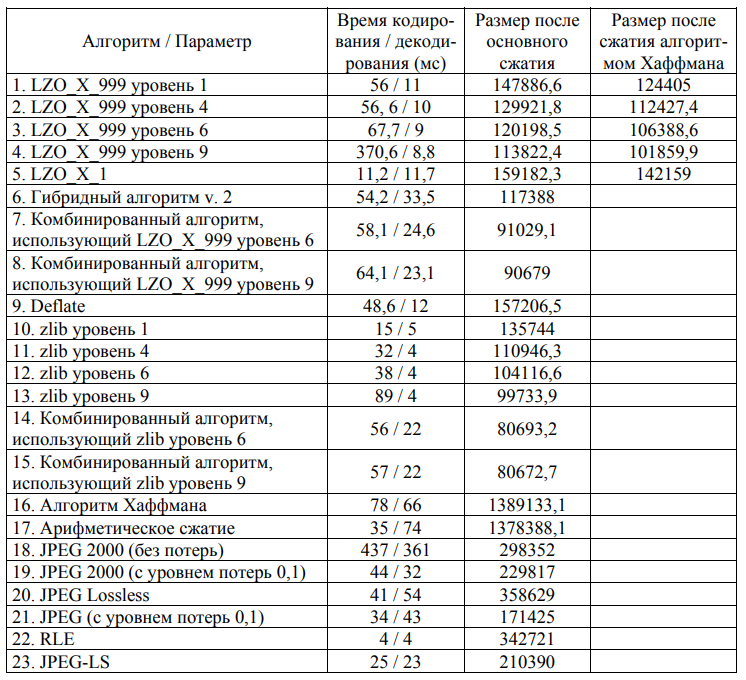 Алгоритм / Параметр
Время кодиро-
вания / декоди-
рования (мс)
Размер после
основного
сжатия
Размер после
сжатия алгорит-
мом Хаффмана
1. LZO_X_999 уровень 1 56 / 11 147886,6 124405
2. LZO_X_999 уровень 4 56, 6 / 10 129921,8 112427,4
3. LZO_X_999 уровень 6 67,7 / 9 120198,5 106388,6
4. LZO_X_999 уровень 9 370,6 / 8,8 113822,4 101859,9
5. LZO_X_1 11,2 / 11,7 159182,3 142159
6. Гибридный алгоритм v. 2 54,2 / 33,5 117388
7. Комбинированный алгоритм,
использующий LZO_X_999 уровень 6 58,1 / 24,6 91029,1
8. Комбинированный алгоритм,
использующий LZO_X_999 уровень 9 64,1 / 23,1 90679
9. Deflate 48,6 / 12 157206,5
10. zlib уровень 1 15 / 5 135744
11. zlib уровень 4 32 / 4 110946,3
12. zlib уровень 6 38 / 4 104116,6
13. zlib уровень 9 89 / 4 99733,9
14. Комбинированный алгоритм,
использующий zlib уровень 6 56 / 22 80693,2
15. Комбинированный алгоритм,
использующий zlib уровень 9 57 / 22 80672,7
16. Алгоритм Хаффмана 78 / 66 1389133,1
17. Арифметическое сжатие 35 / 74 1378388,1
18. JPEG 2000 (без потерь) 437 / 361 298352
19. JPEG 2000 (с уровнем потерь 0,1) 44 / 32 229817
20. JPEG Lossless 41 / 54 358629
21. JPEG (с уровнем потерь 0,1) 34 / 43 171425
22. RLE 4 / 4 342721
23. JPEG-LS 25 / 23 210390